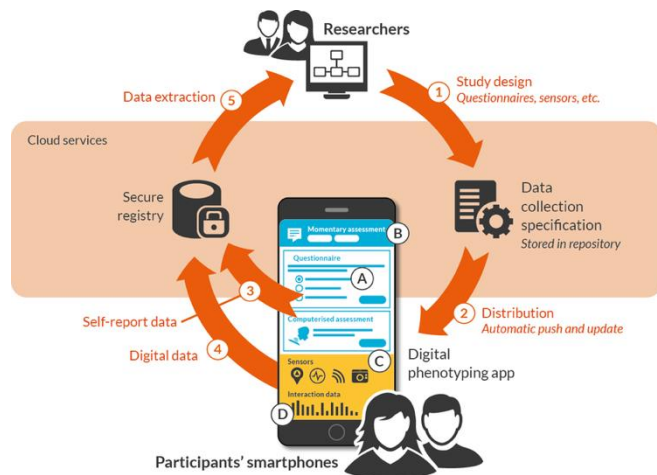 Researchers
1
Study design
Questionnaires, sensors, etc.
Data extraction
5
Cloud services
Secure
registry
Data
collection
specification
Stored in repository
Momentary assessment
B
Questionnaire
A
3
Self-report data
Computerised assessment
2
Distribution
Automatic push and update
4
Digital data
Sensors
C
A
Digital
phenotyping app
Interaction data
D
Participants' smartphones